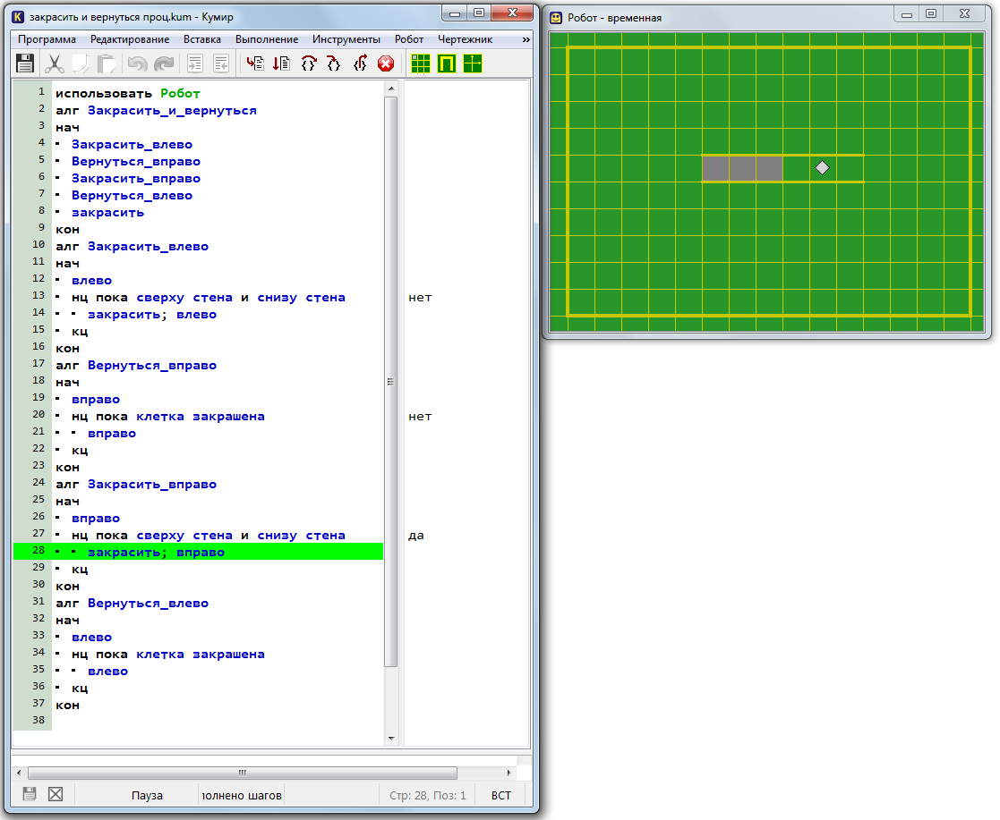 закрасить и вернуться проц.kum - Кумир
Программа Редактирование Вставка Выполнение Инструменты Робот Чертежник »
1 использовать Робот
2 алг Закрасить_и_вернуться
3 нач
4 Закрасить_влево
5 Вернуться_вправо
6 Закрасить_вправо
7 Вернуться_влево
8 закрасить
9 кон
10 алг Закрасить_влево
11 нач
12 влево
13 нц пока сверху стена и снизу стена нет
14 закрасить; влево
15 кц
16 кон
17 алг Вернуться_вправо
18 нач
19 вправо
20 нц пока клетка закрашена нет
21 вправо
22 кц
23 кон
24 алг Закрасить_вправо
25 нач
26 вправо
27 нц пока сверху стена и снизу стена да
28 закрасить; вправо
29 кц
30 кон
31 алг Вернуться_влево
32 нач
33 влево
34 нц пока клетка закрашена
35 влево
36 кц
37 кон
38
Пауза олнено шагов Стр: 28, Поз: 1 ВСТ
Робот - временная